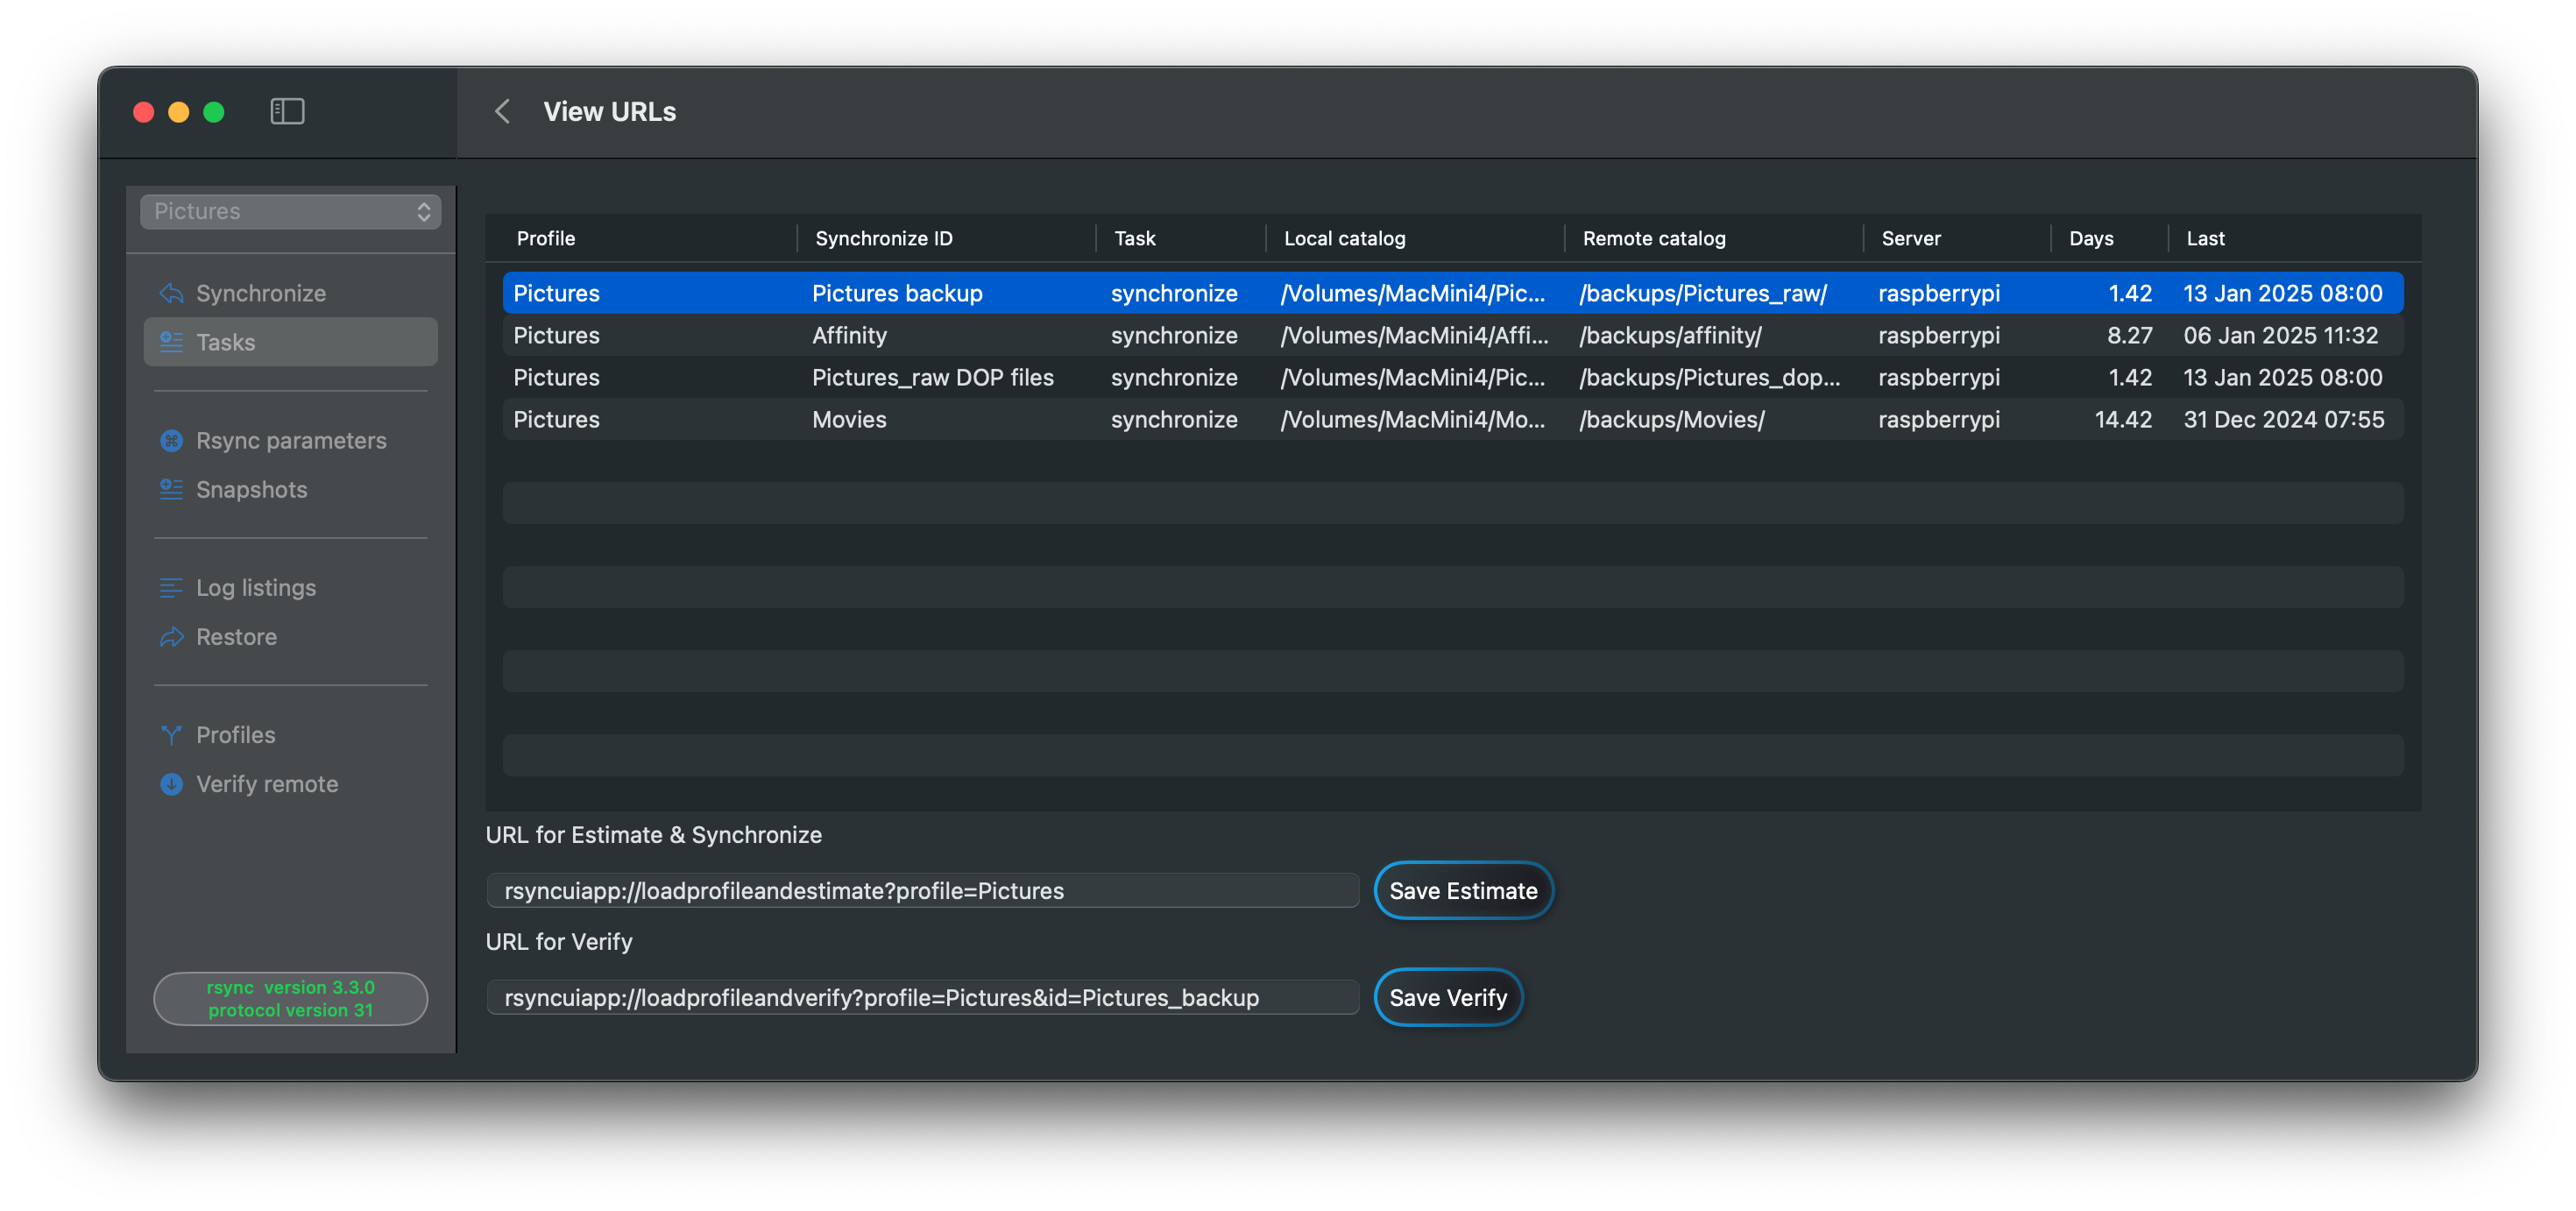 View URLs
Pictures
Synchronize
Tasks
Rsync parameters
Snapshots
Log listings
Restore
Profiles
Verify remote
rsync version 3.3.0
protocol version 31
Profile Synchronize ID Task Local catalog Remote catalog Server Days Last
Pictures Pictures backup synchronize /Volumes/MacMini4/Pic... /backups/Pictures_raw/ raspberrypi 1.42 13 Jan 2025 08:00
Pictures Affinity synchronize /Volumes/MacMini4/Affi... /backups/affinity/ raspberrypi 8.27 06 Jan 2025 11:32
Pictures Pictures_raw DOP files synchronize /Volumes/MacMini4/Pic... /backups/Pictures_dop... raspberrypi 1.42 13 Jan 2025 08:00
Pictures Movies synchronize /Volumes/MacMini4/Mo... /backups/Movies/ raspberrypi 14.42 31 Dec 2024 07:55
URL for Estimate & Synchronize
rsyncuiapp://loadprofileandestimate?profile=Pictures Save Estimate
URL for Verify
rsyncuiapp://loadprofileandverify?profile=Pictures&id=Pictures_backup Save Verify